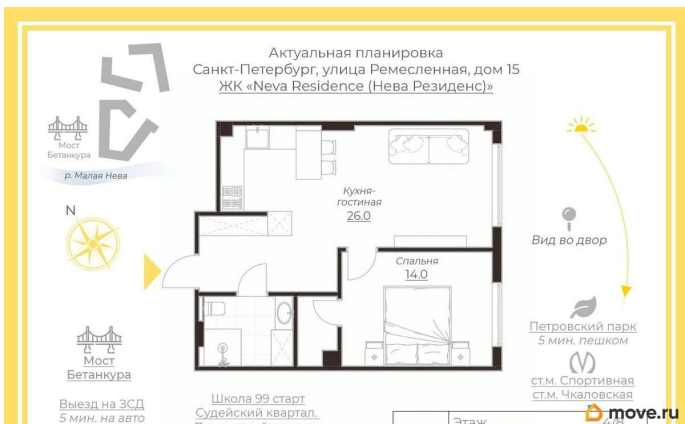 Актуальная планировка
Санкт-Петербург, улица Ремесленная, дом 15
ЖК «Neva Residence (Нева Резиденс)»
Мост
Бетанкура
р. Малая Нева
N
Кухня-
гостиная
26.0
Спальня
14.0
Вид во двор
Петровский парк
5 мин. пешком
ст.м. Спортивная
ст.м. Чкаловская
Мост
Бетанкура
Выезд на ЗСД
5 мин. на авто
Школа 99 старт
Судейский квартал.
Этаж
4/8
move.ru